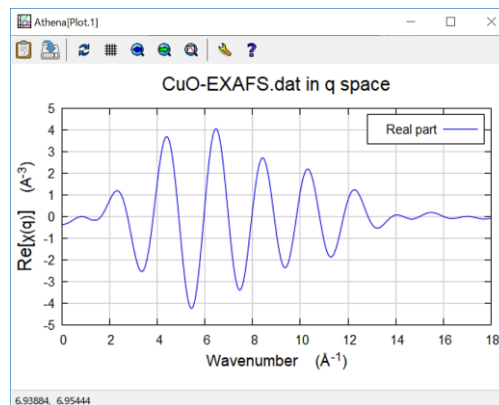 Athena[Plot.1]
CuO-EXAFS.dat in q space
Real part
5
4
3
2
1
0
-1
-2
-3
-4
-5
Re[χ(q)] (Å⁻³)
0 2 4 6 8 10 12 14 16 18
Wavenumber (Å⁻¹)
6.93884, 6.95444